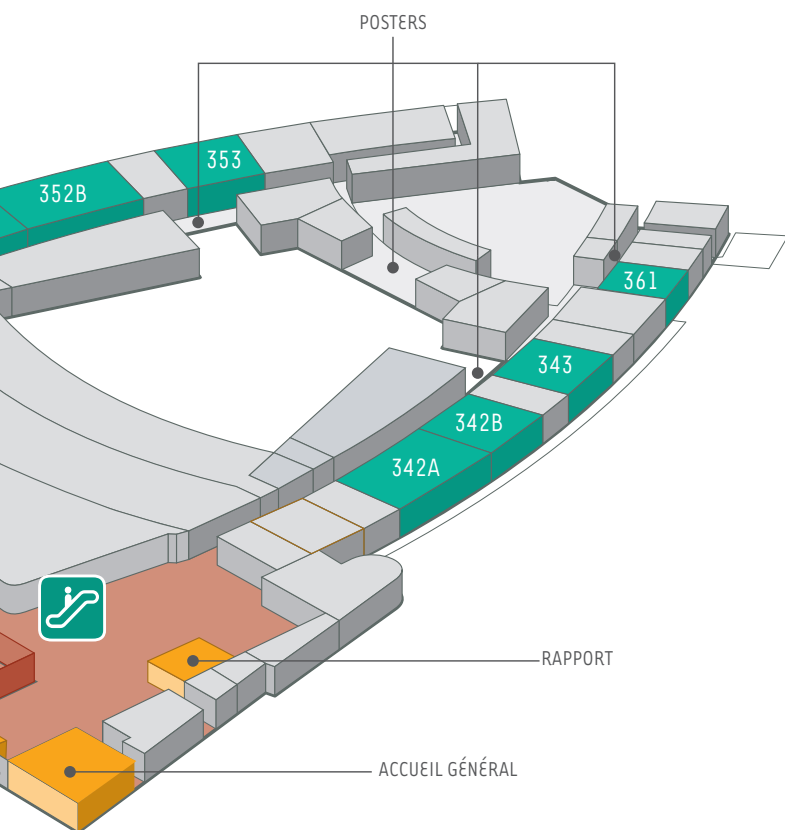 POSTERS
353
352B
361
343
342B
342A
RAPPORT
ACCUEIL GÉNÉRAL